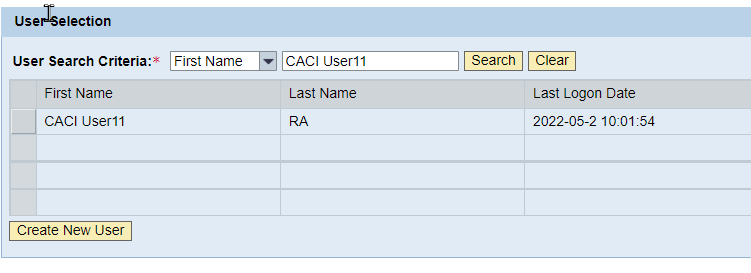 User Selection
User Search Criteria:* First Name CACI User11 Search Clear
First Name Last Name Last Logon Date
CACI User11 RA 2022-05-2 10:01:54
Create New User